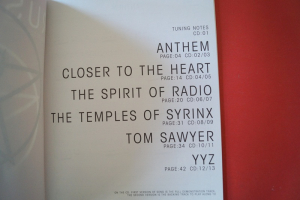 TUNING NOTES
CD:01
ANTHEM
PAGE:04 CD:02/03
CLOSER TO THE HEART
PAGE:14 CD:04/05
THE SPIRIT OF RADIO
PAGE:20 CD:06/07
THE TEMPLES OF SYRINX
PAGE:31 CD:08/09
TOM SAWYER
PAGE:34 CD:10/11
YYZ
PAGE:42 CD:12/13